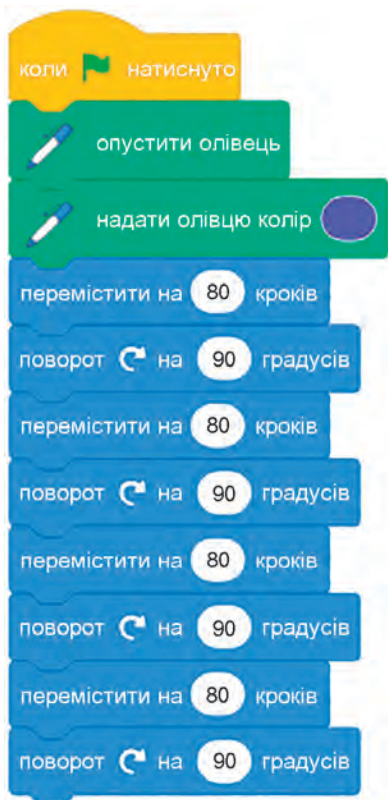 коли натиснуто
опустити олівець
надати олівцю колір
перемістити на 80 кроків
поворот на 90 градусів
перемістити на 80 кроків
поворот на 90 градусів
перемістити на 80 кроків
поворот на 90 градусів
перемістити на 80 кроків
поворот на 90 градусів